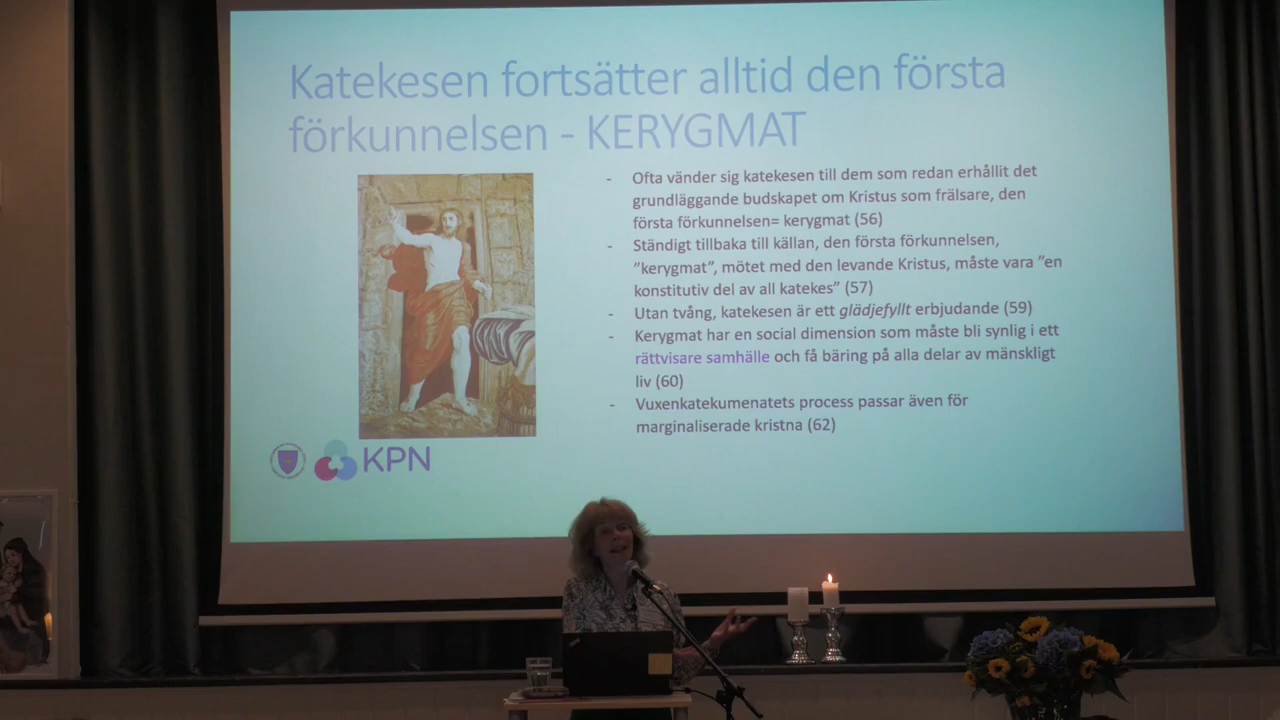 Katekesen fortsätter alltid den första
förkunnelsen - KERYGMAT
- Ofta vänder sig katekesen till dem som redan erhållit det
grundläggande budskapet om Kristus som frälsare, den
första förkunnelsen= kerygmat (56)
- Ständigt tillbaka till källan, den första förkunnelsen,
”kerygmat”, mötet med den levande Kristus, måste vara ”en
konstitutiv del av all katekes” (57)
- Utan tvång, katekesen är ett glädjefyllt erbjudande (59)
- Kerygmat har en social dimension som måste bli synlig i ett
rättvisare samhälle och få bäring på alla delar av mänskligt
liv (60)
- Vuxenkatekumenatets process passar även för
marginaliserade kristna (62)
KPN